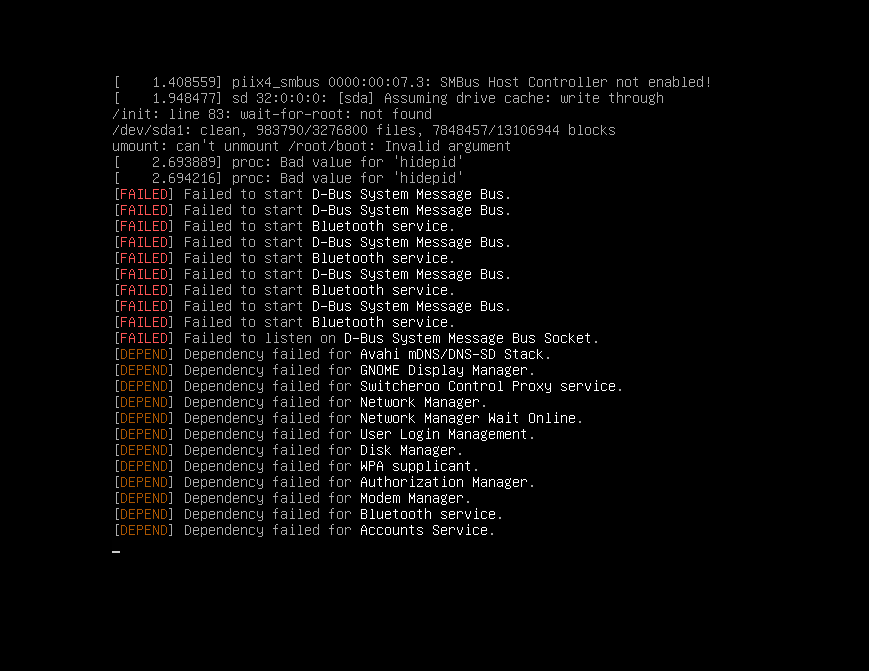 [    1.408559] piix4_smbus 0000:00:07.3: SMBus Host Controller not enabled!
[    1.948477] sd 32:0:0:0: [sda] Assuming drive cache: write through
/init: line 83: wait-for-root: not found
/dev/sda1: clean, 983790/3276800 files, 7848457/13106944 blocks
umount: can't unmount /root/boot: Invalid argument
[    2.693889] proc: Bad value for 'hidepid'
[    2.694216] proc: Bad value for 'hidepid'
[FAILED] Failed to start D-Bus System Message Bus.
[FAILED] Failed to start D-Bus System Message Bus.
[FAILED] Failed to start Bluetooth service.
[FAILED] Failed to start D-Bus System Message Bus.
[FAILED] Failed to start Bluetooth service.
[FAILED] Failed to start D-Bus System Message Bus.
[FAILED] Failed to start Bluetooth service.
[FAILED] Failed to start D-Bus System Message Bus.
[FAILED] Failed to start Bluetooth service.
[FAILED] Failed to listen on D-Bus System Message Bus Socket.
[DEPEND] Dependency failed for Avahi mDNS/DNS-SD Stack.
[DEPEND] Dependency failed for GNOME Display Manager.
[DEPEND] Dependency failed for Switcheroo Control Proxy service.
[DEPEND] Dependency failed for Network Manager.
[DEPEND] Dependency failed for Network Manager Wait Online.
[DEPEND] Dependency failed for User Login Management.
[DEPEND] Dependency failed for Disk Manager.
[DEPEND] Dependency failed for WPA supplicant.
[DEPEND] Dependency failed for Authorization Manager.
[DEPEND] Dependency failed for Modem Manager.
[DEPEND] Dependency failed for Bluetooth service.
[DEPEND] Dependency failed for Accounts Service.